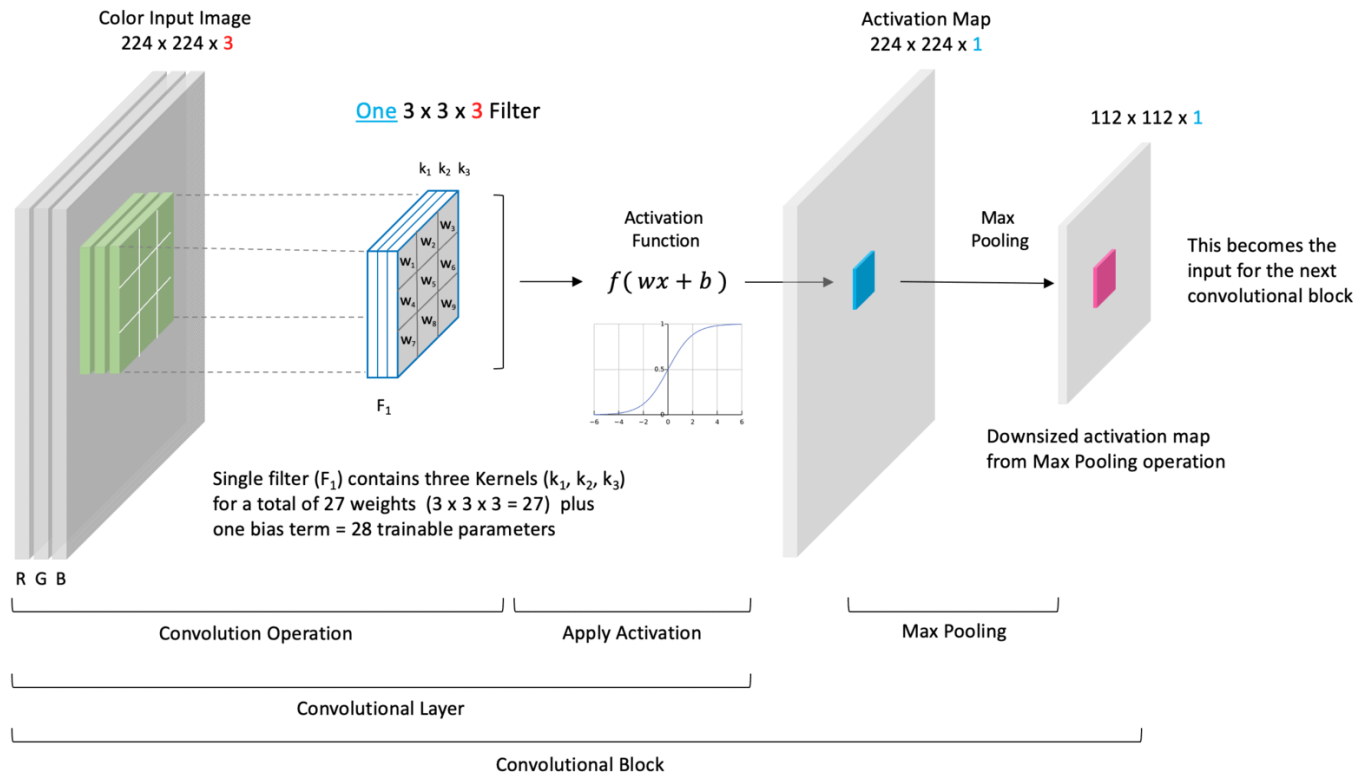 Color Input Image
224 x 224 x 3
One 3 x 3 x 3 Filter
k₁ k₂ k₃
W₁ W₂ W₃
W₄ W₅ W₆
W₇ W₈ W₉
F₁
R G B
Single filter (F₁) contains three Kernels (k₁, k₂, k₃)
for a total of 27 weights (3 x 3 x 3 = 27) plus
one bias term = 28 trainable parameters
Activation
Function
f(wx + b)
1
0.5
0
-6 -4 -2 0 2 4 6
Activation Map
224 x 224 x 1
Max
Pooling
112 x 112 x 1
This becomes the
input for the next
convolutional block
Downsized activation map
from Max Pooling operation
Convolution Operation
Apply Activation
Max Pooling
Convolutional Layer
Convolutional Block